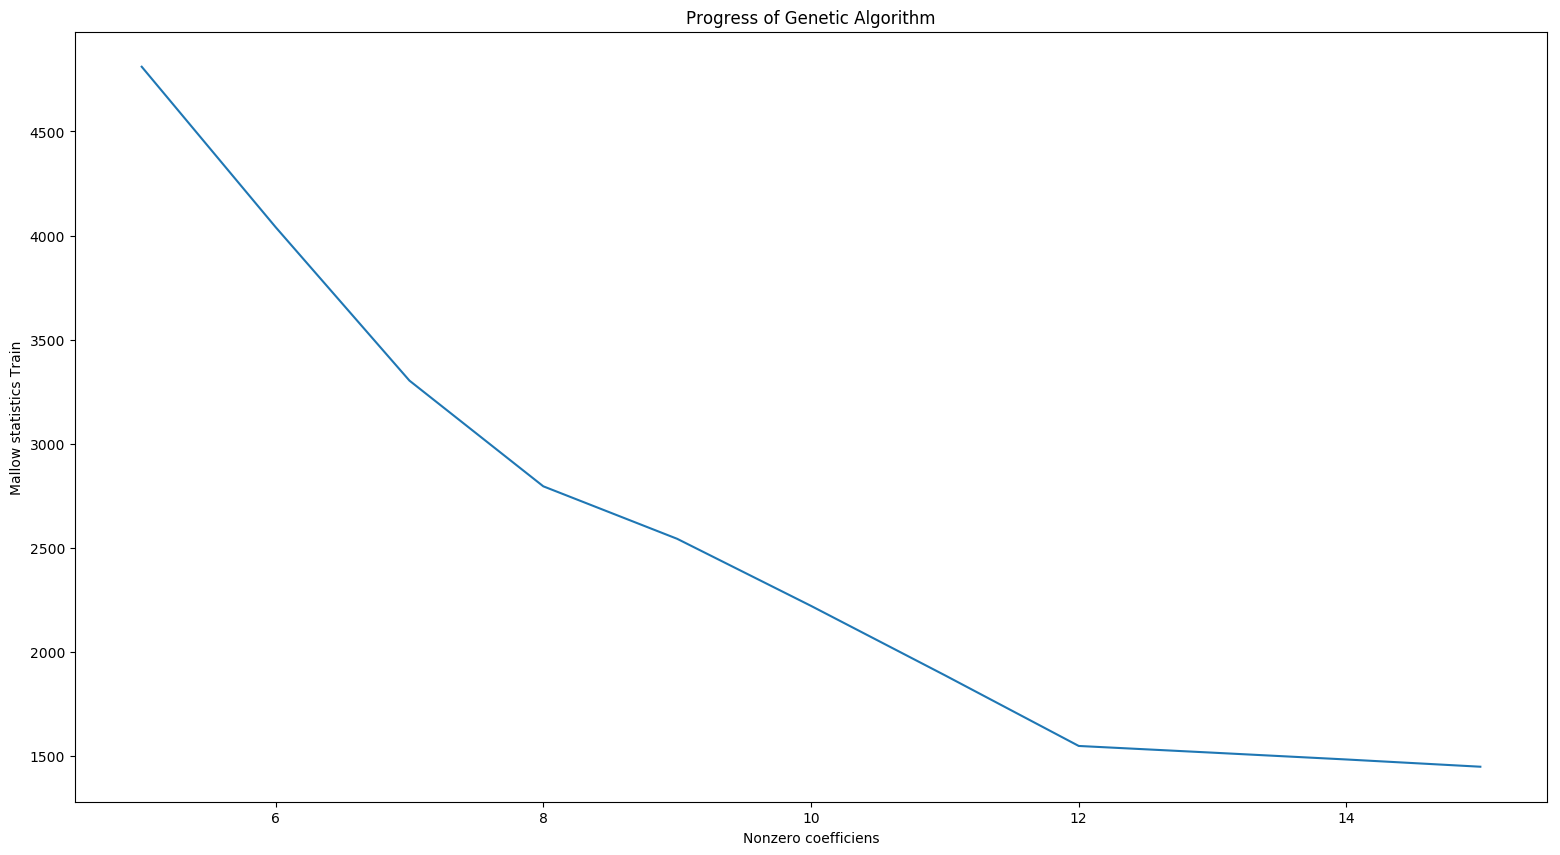 Progress of Genetic Algorithm
4500
4000
3500
3000
2500
2000
1500
Mallow statistics Train
6 8 10 12 14
Nonzero coefficiens